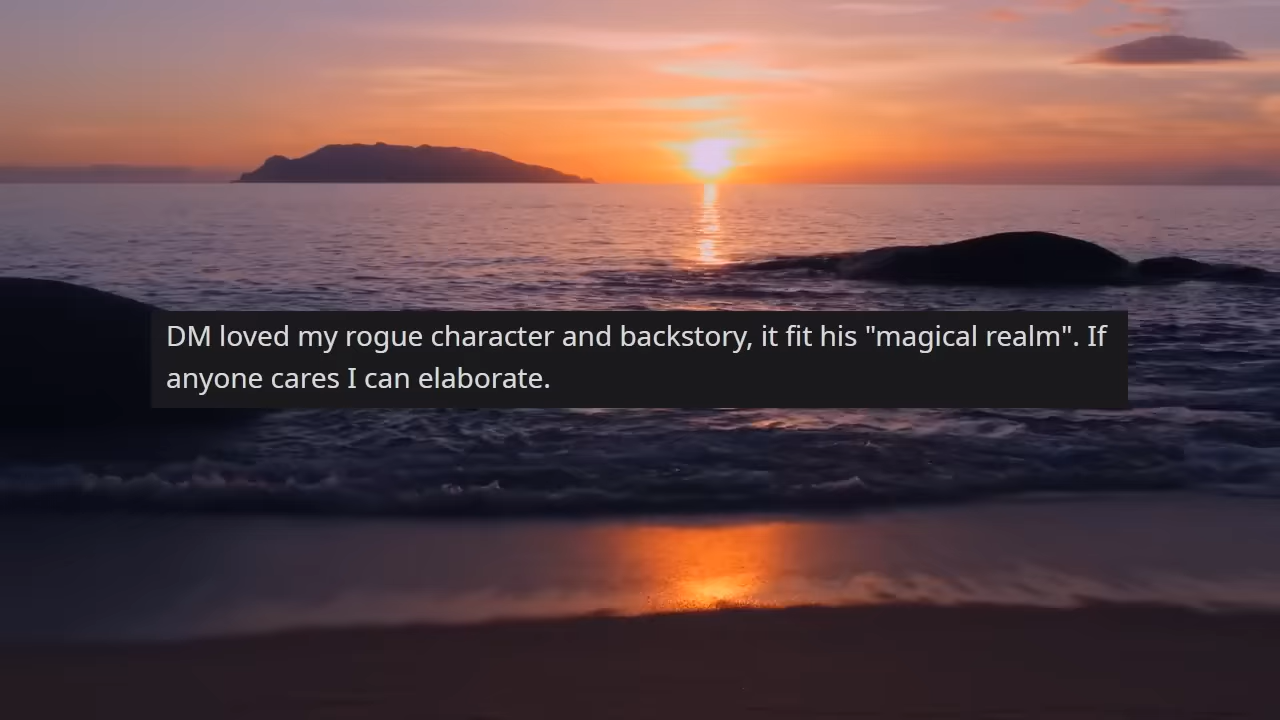 DM loved my rogue character and backstory, it fit his "magical realm". If
anyone cares I can elaborate.